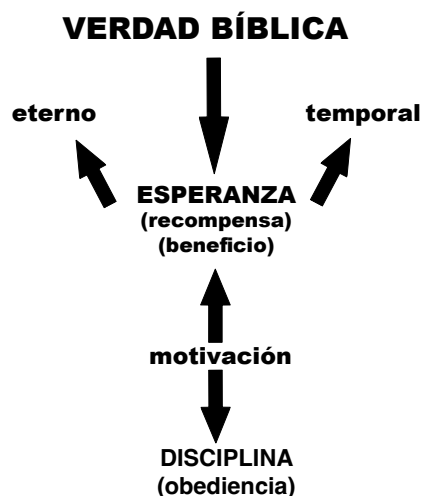 VERDAD BÍBLICA
eterno
temporal
ESPERANZA
(recompensa)
(beneficio)
motivación
DISCIPLINA
(obediencia)